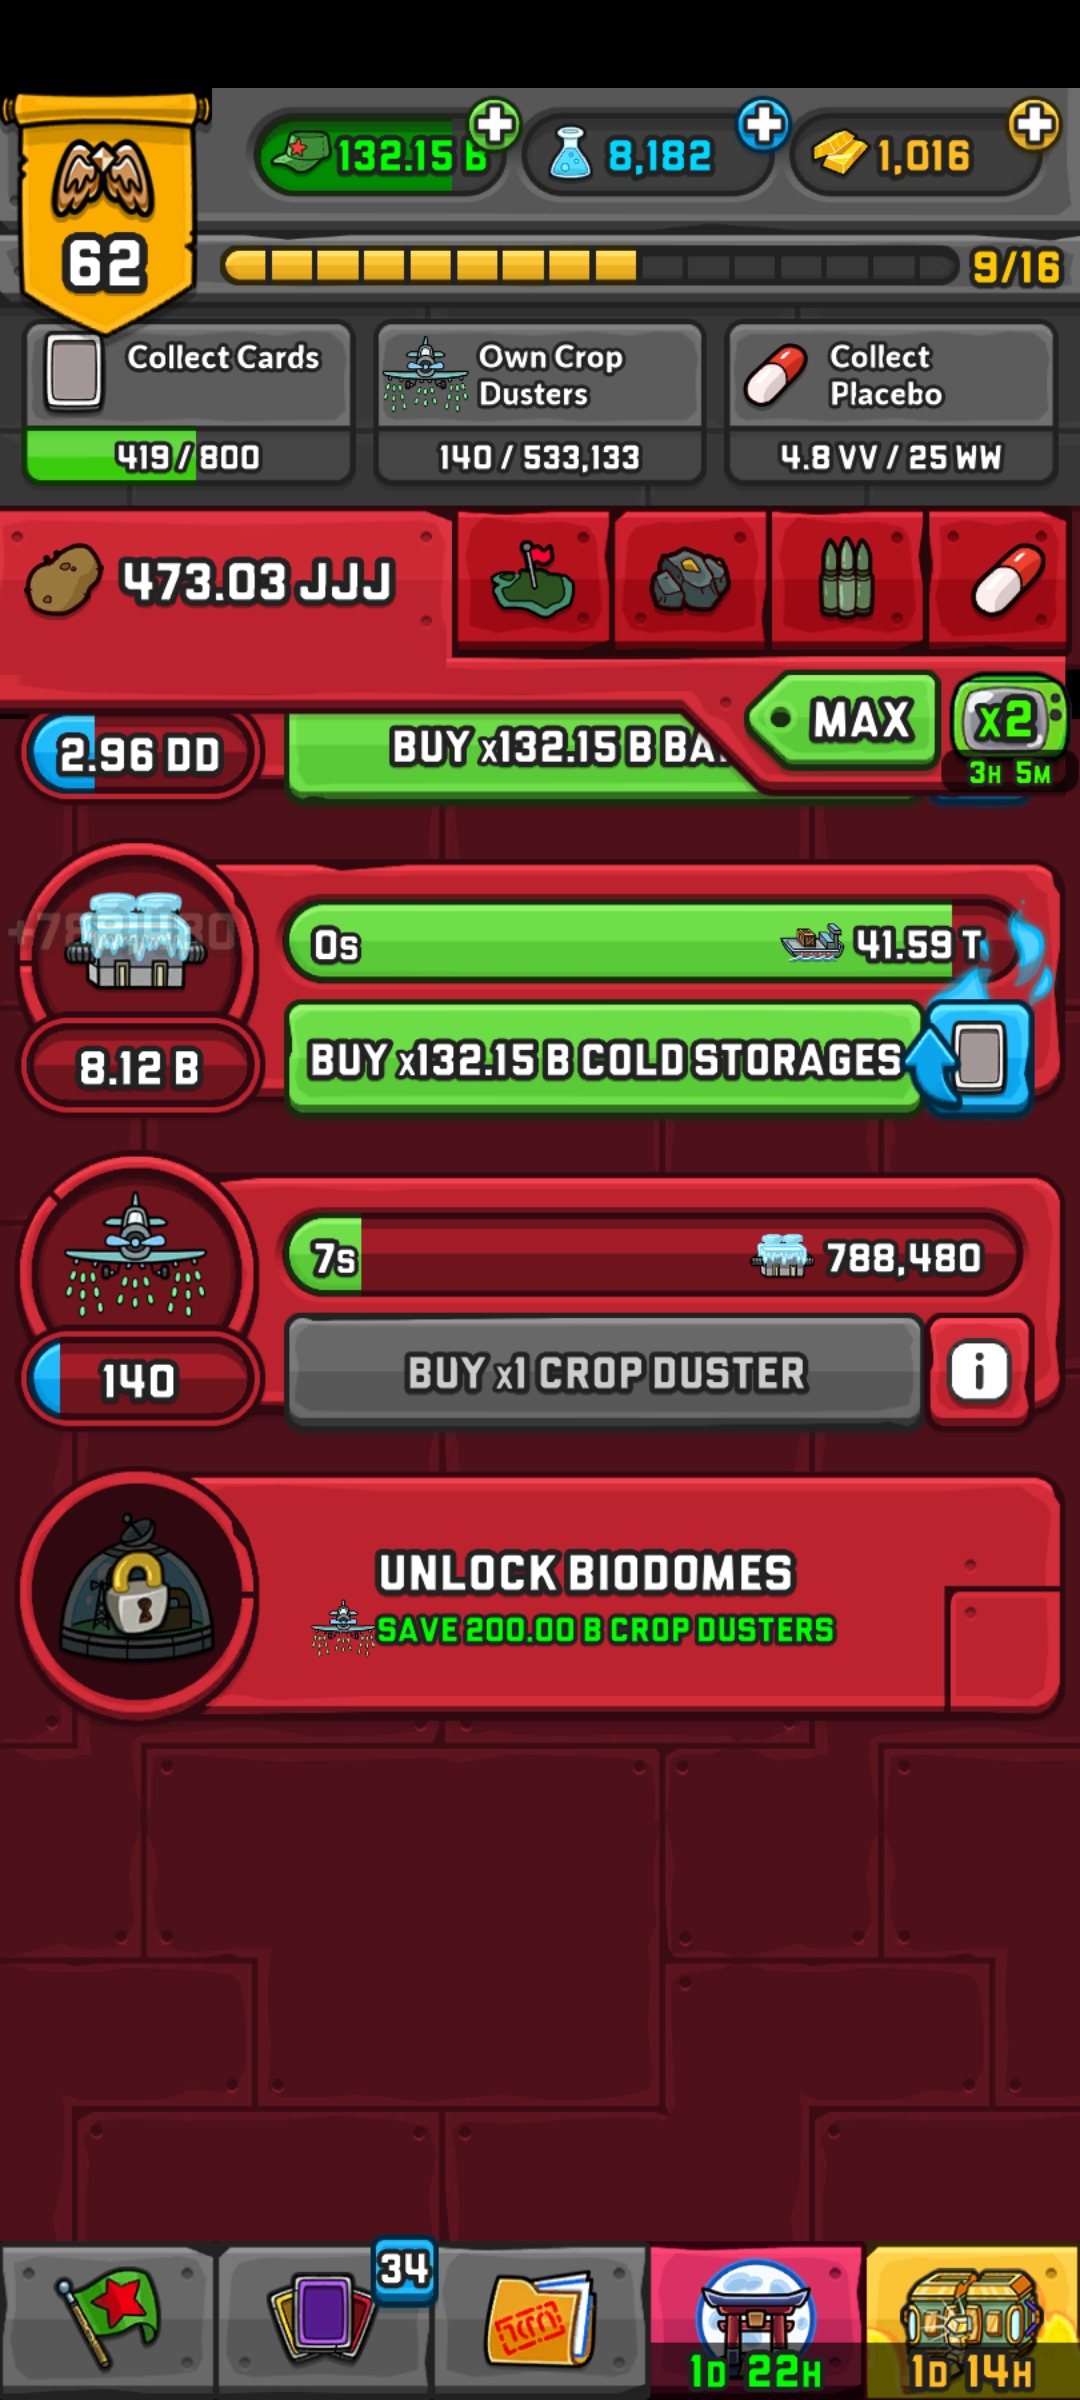 132.15 B
8,182
1,016
62
9/16
Collect Cards
419 / 800
Own Crop
Dusters
140 / 533,133
Collect
Placebo
4.8 VV / 25 WW
473.03 JJJ
MAX
x2
3H 5M
2.96 DD
BUY x132.15 B
0s
41.59 T
8.12 B
BUY x132.15 B COLD STORAGES
7s
788,480
140
BUY x1 CROP DUSTER
i
UNLOCK BIODOMES
SAVE 200.00 B CROP DUSTERS
34
1D 22H
1D 14H